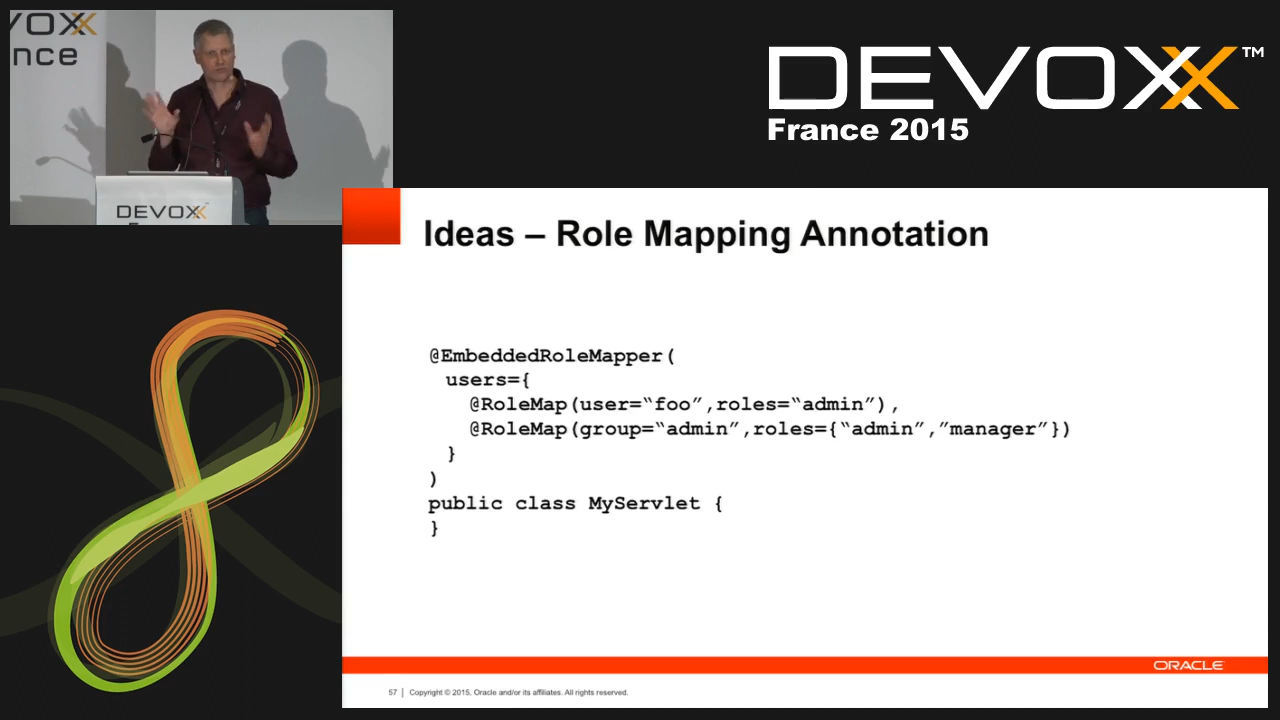 VOXX
nce
DEVOXX
DEVOXX™
France 2015
Ideas – Role Mapping Annotation
@EmbeddedRoleMapper(
users={
@RoleMap(user=“foo”,roles=“admin”),
@RoleMap(group=“admin”,roles={“admin”,”manager”})
}
)
public class MyServlet {
}
ORACLE
57 | Copyright © 2015, Oracle and/or its affiliates. All rights reserved.